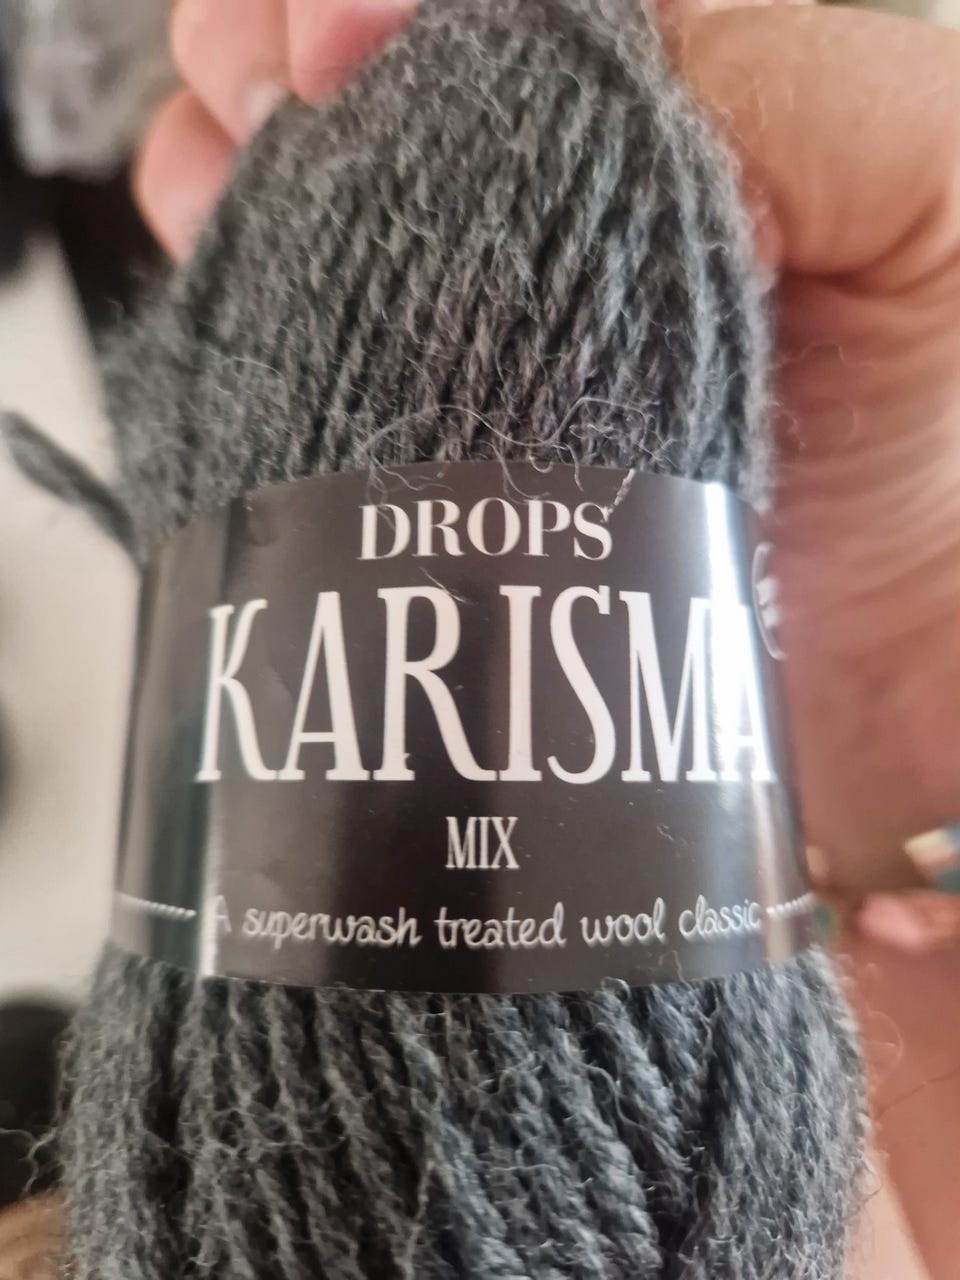 DROPS
KARISMA
MIX
A superwash treated wool classic